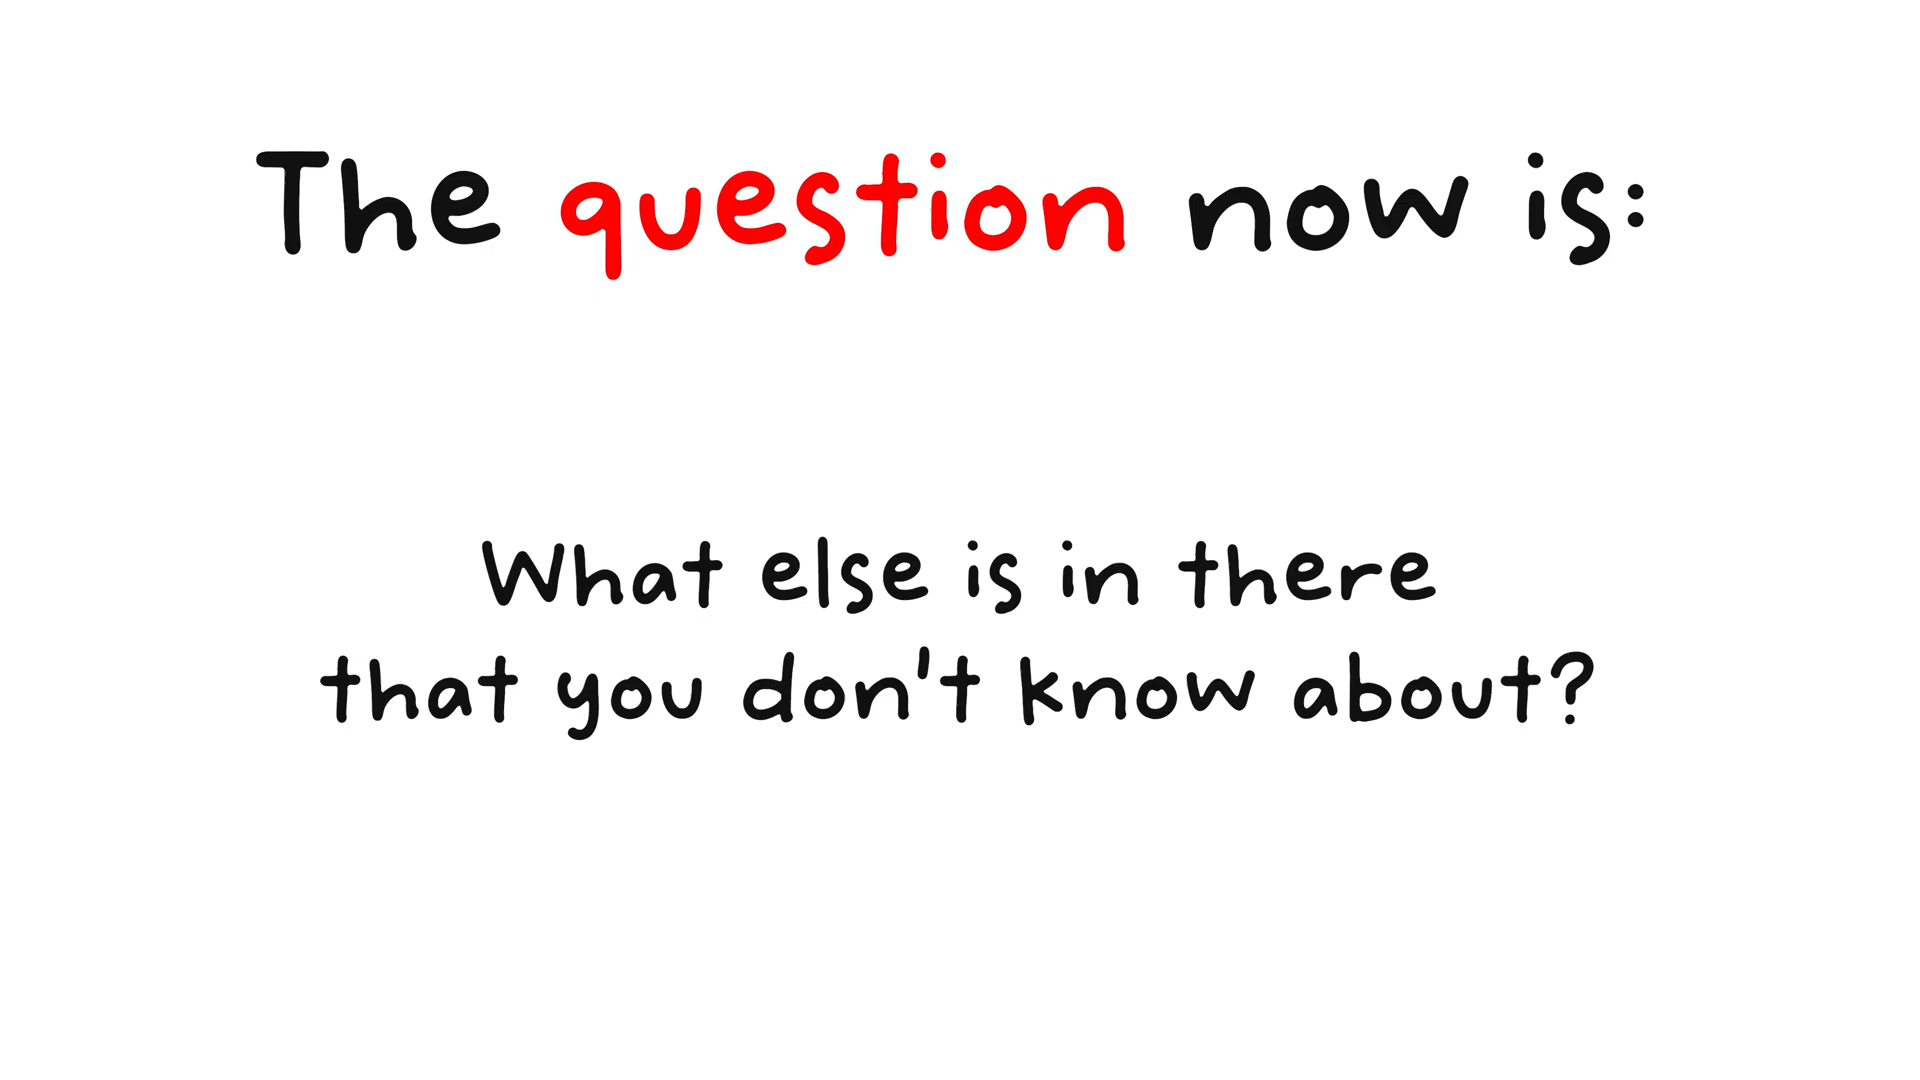 The question now is:
What else is in there
that you don't know about?